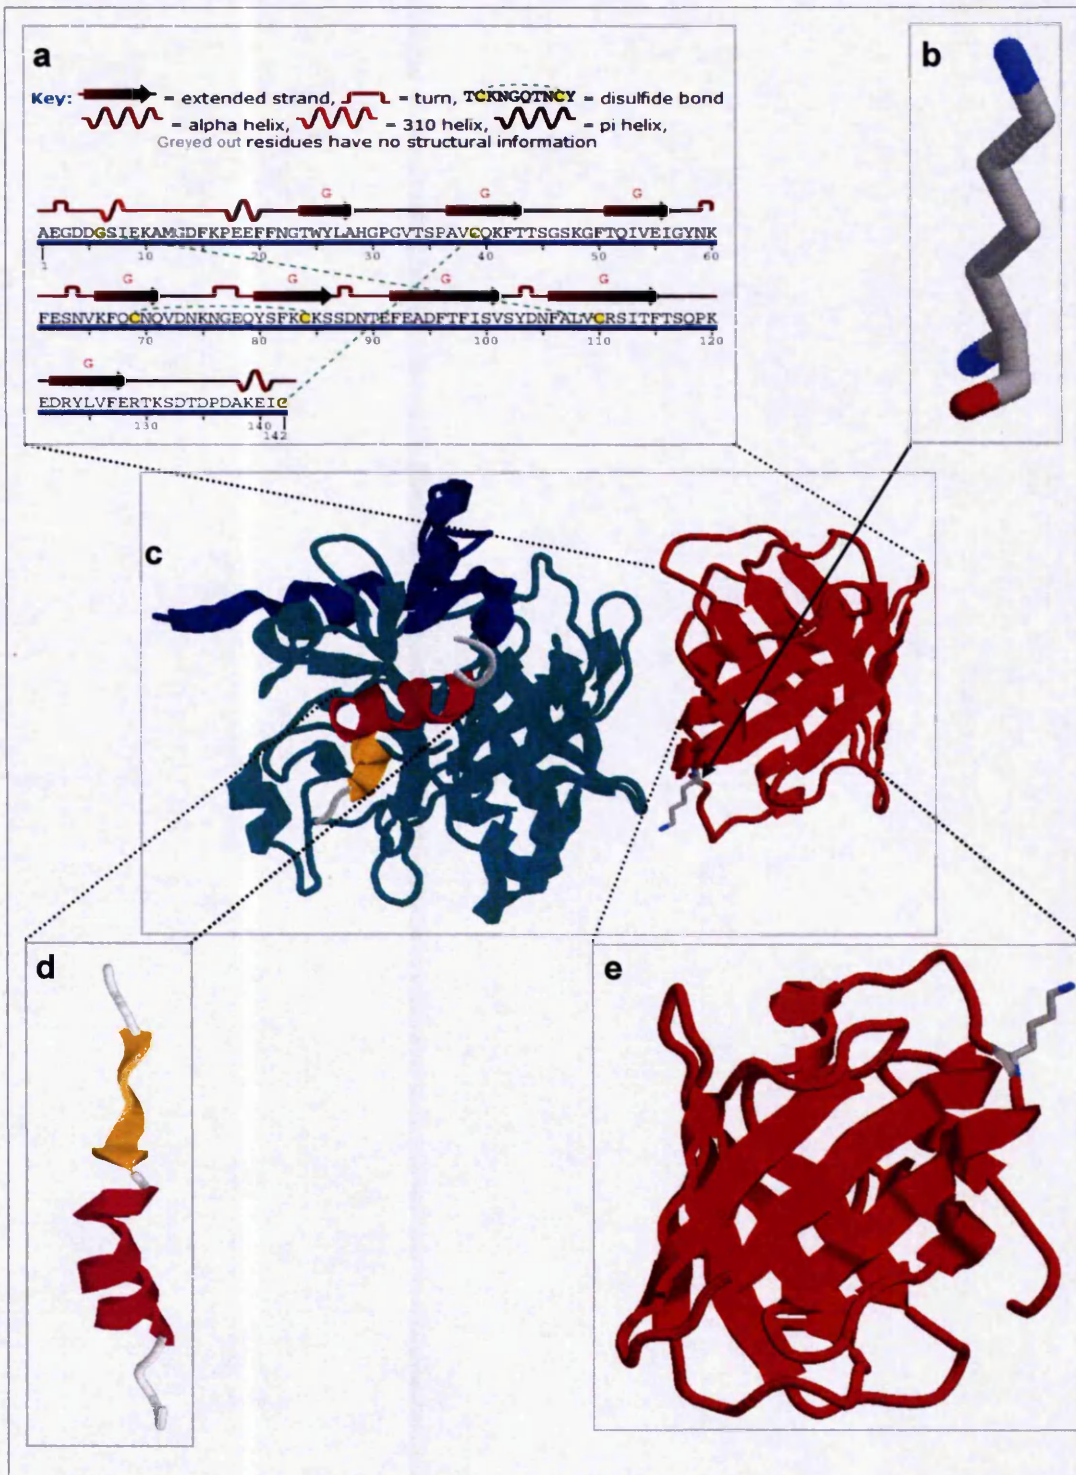 a
Key: = extended strand, = turn, TCKNGQTNCY = disulfide bond
= alpha helix, = 310 helix, = pi helix,
Greyed out residues have no structural information
G G G
AEGDDGSIEKAMGDFKPEEFFNGTWYLAHGPGVTSPAVCQKFTTSGSKGFTQIVEIGYNK
1 10 20 30 40 50 60
G G G G
FESNVKFQCNQVDNKNGEQYSFKCKSSDNTEFEADFTFISVSYDNFALVCRSITFTSQPK
70 80 90 100 110 120
G
EDRYLVFERTKSDTDPDAKEIC
130 140
142
b
c
d
e